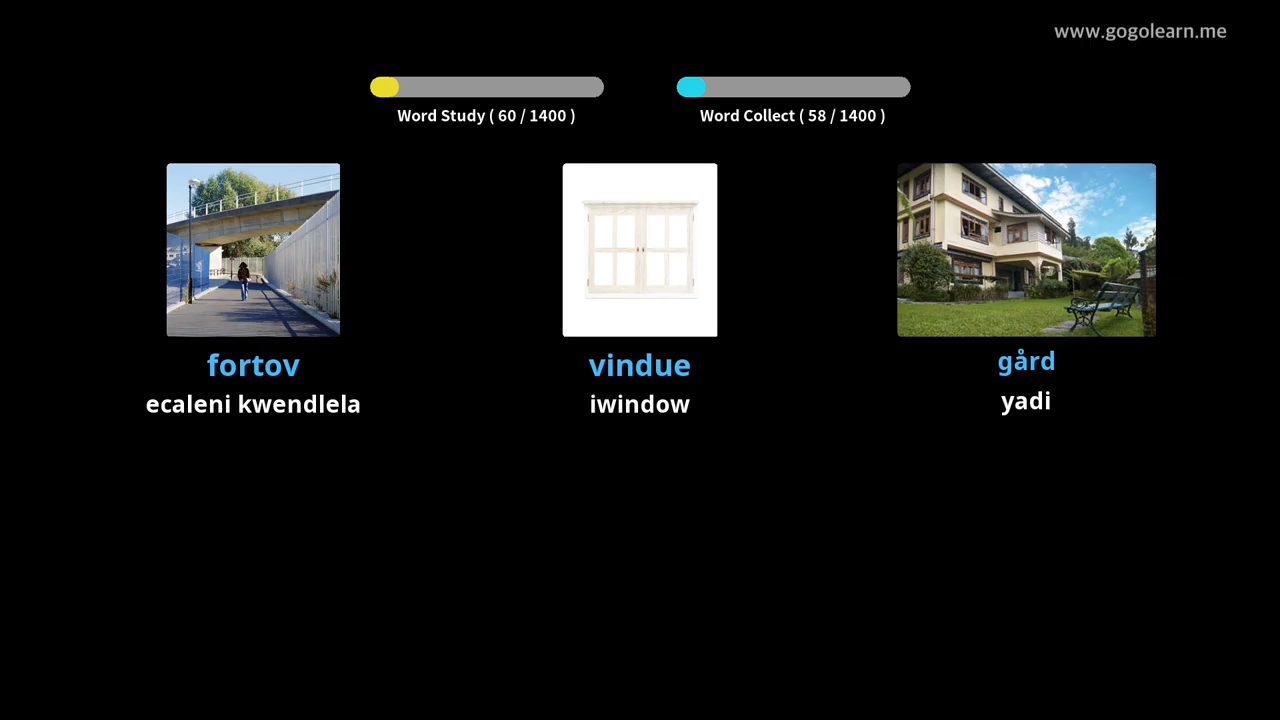 www.gogolearn.me
Word Study ( 60 / 1400 )
Word Collect ( 58 / 1400 )
fortov
ecaleni kwendlela
vindue
iwindow
gård
yadi